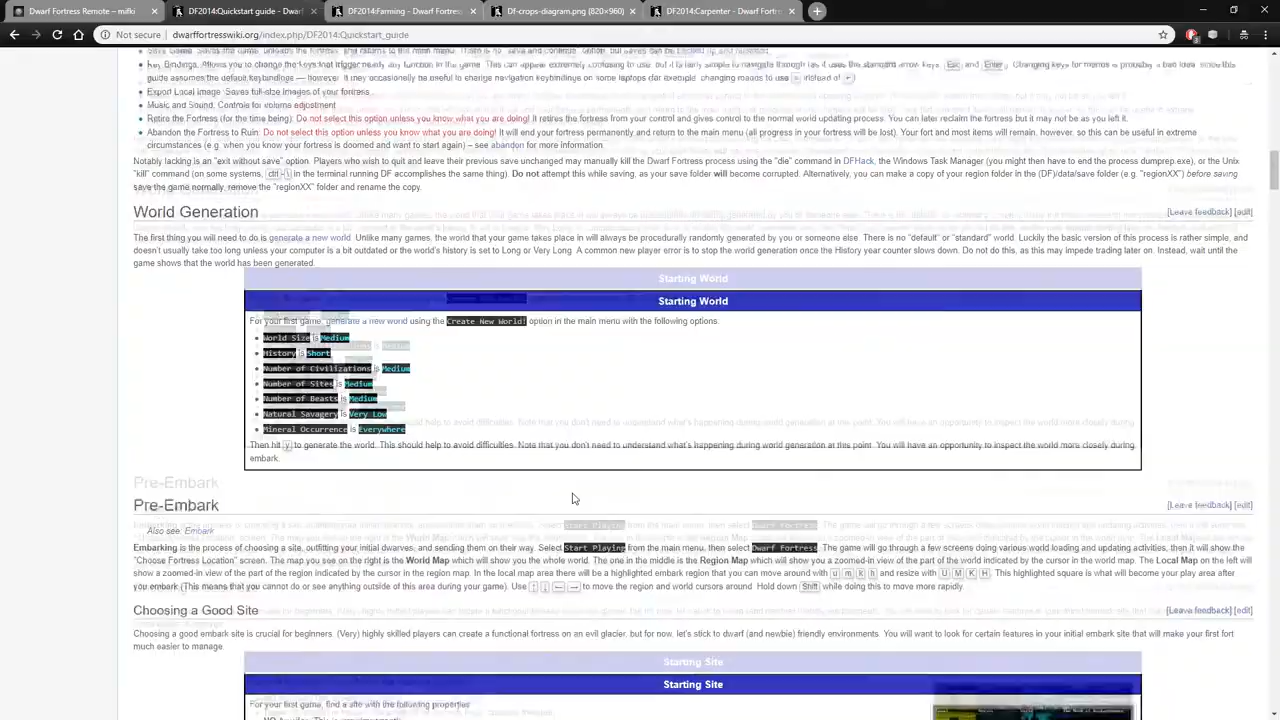 Dwarf Fortress Remote – milki
DF2014:Quickstart guide - Dwar
DF2014:Farming - Dwarf Fortres
Df-crops-diagram.png (820×960)
DF2014:Carpenter - Dwarf Fort
Not secure | dwarffortresswiki.org/index.php/DF2014:Quickstart_guide
guide assumes the default keybindings — however, it may occasionally be useful to change navigation keybindings on some laptops (for example, changing means to use instead of
Export Local Image: Saves full-size images of your fortress.
Music and Sound: Controls for volume adjustment
Retire the Fortress (for the time being): Do not select this option unless you know what you are doing! It retires the fortress from your control and gives control to the normal world updating process. You can later reclaim the fortress but it may not be as you left it.
Abandon the Fortress to Ruin: Do not select this option unless you know what you are doing! It will end your fortress permanently and return to the main menu (all progress in your fortress will be lost). Your fort and most items will remain, however, so this can be useful in extreme
circumstances (e.g. when you know your fortress is doomed and want to start again) – see abandon for more information.
Notably lacking is an "exit without save" option. Players who wish to quit and leave their previous save unchanged may manually kill the Dwarf Fortress process using the "die" command in DFHack, the Windows Task Manager (you might then have to end the process dumprep.exe), or the Unix
"kill" command (on some systems, ctrl-\ in the terminal running DF accomplishes the same thing). Do not attempt this while saving, as your save folder will become corrupted. Alternatively, you can make a copy of your region folder in the (DF)/data/save folder (e.g. "regionXX") before saving
save the game normally, remove the "regionXX" folder and rename the copy.
World Generation [Leave feedback] [edit]
The first thing you will need to do is generate a new world. Unlike many games, the world that your game takes place in will always be procedurally randomly generated by you or someone else. There is no "default" or "standard" world. Luckily the basic version of this process is rather simple, and
doesn't usually take too long unless your computer is a bit outdated or the world's history is set to Long or Very Long. A common new player error is to stop the world generation once the History year counter slows down. Do not do this, as this may impede trading later on. Instead, wait until the
game shows that the world has been generated.
Starting World
Starting World
For your first game, generate a new world using the Create New World! option in the main menu with the following options:
World Size is Medium
History is Short
Number of Civilizations is Medium
Number of Sites is Medium
Number of Beasts is Medium
Natural Savagery is Very Low
Mineral Occurrence is Everywhere
Then hit y to generate the world. This should help to avoid difficulties. Note that you don't need to understand what's happening during world generation at this point. You will have an opportunity to inspect the world more closely during
embark.
Pre-Embark
Pre-Embark [Leave feedback] [edit]
Also see: Embark
Embarking is the process of choosing a site, outfitting your initial dwarves, and sending them on their way. Select Start Playing from the main menu, then select Dwarf Fortress. The game will go through a few screens doing various world loading and updating activities, then it will show the
"Choose Fortress Location" screen. The map you see on the right is the World Map which will show you the whole world. The one in the middle is the Region Map which will show you a zoomed-in view of the part of the world indicated by the cursor in the world map. The Local Map on the left will
show a zoomed-in view of the part of the region indicated by the cursor in the region map. In the local map area there will be a highlighted embark region that you can move around with u m k h and resize with U M K H. This highlighted square is what will become your play area after
you embark (This means that you cannot do or see anything outside of this area during your game). Use ↑ ↓ ← → to move the region and world cursors around. Hold down Shift while doing this to move more rapidly.
Choosing a Good Site [Leave feedback] [edit]
Choosing a good embark site is crucial for beginners. (Very) highly skilled players can create a functional fortress on an evil glacier, but for now, let's stick to dwarf (and newbie) friendly environments. You will want to look for certain features in your initial embark site that will make your first fort
much easier to manage.
Starting Site
Starting Site
For your first game, find a site with the following properties